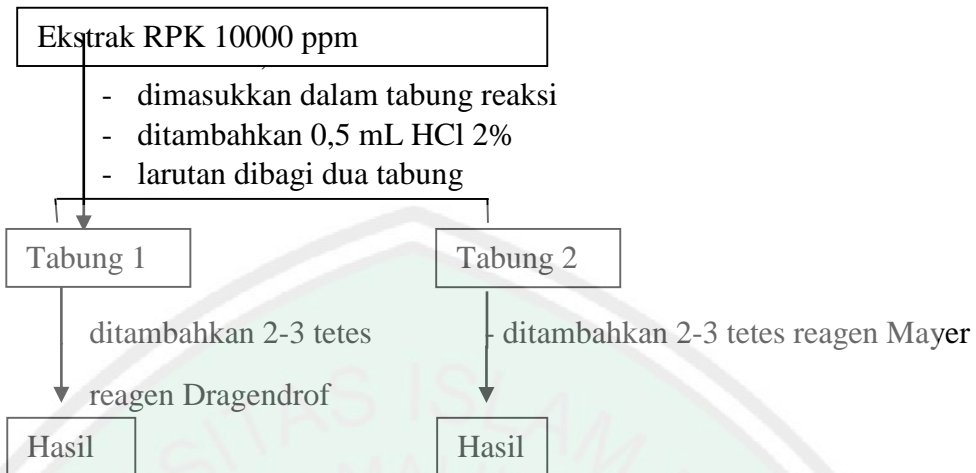 Ekstrak RPK 10000 ppm
- dimasukkan dalam tabung reaksi
- ditambahkan 0,5 mL HCl 2%
- larutan dibagi dua tabung
Tabung 1
Tabung 2
ditambahkan 2-3 tetes
reagen Dragendrof
- ditambahkan 2-3 tetes reagen Mayer
Hasil
Hasil